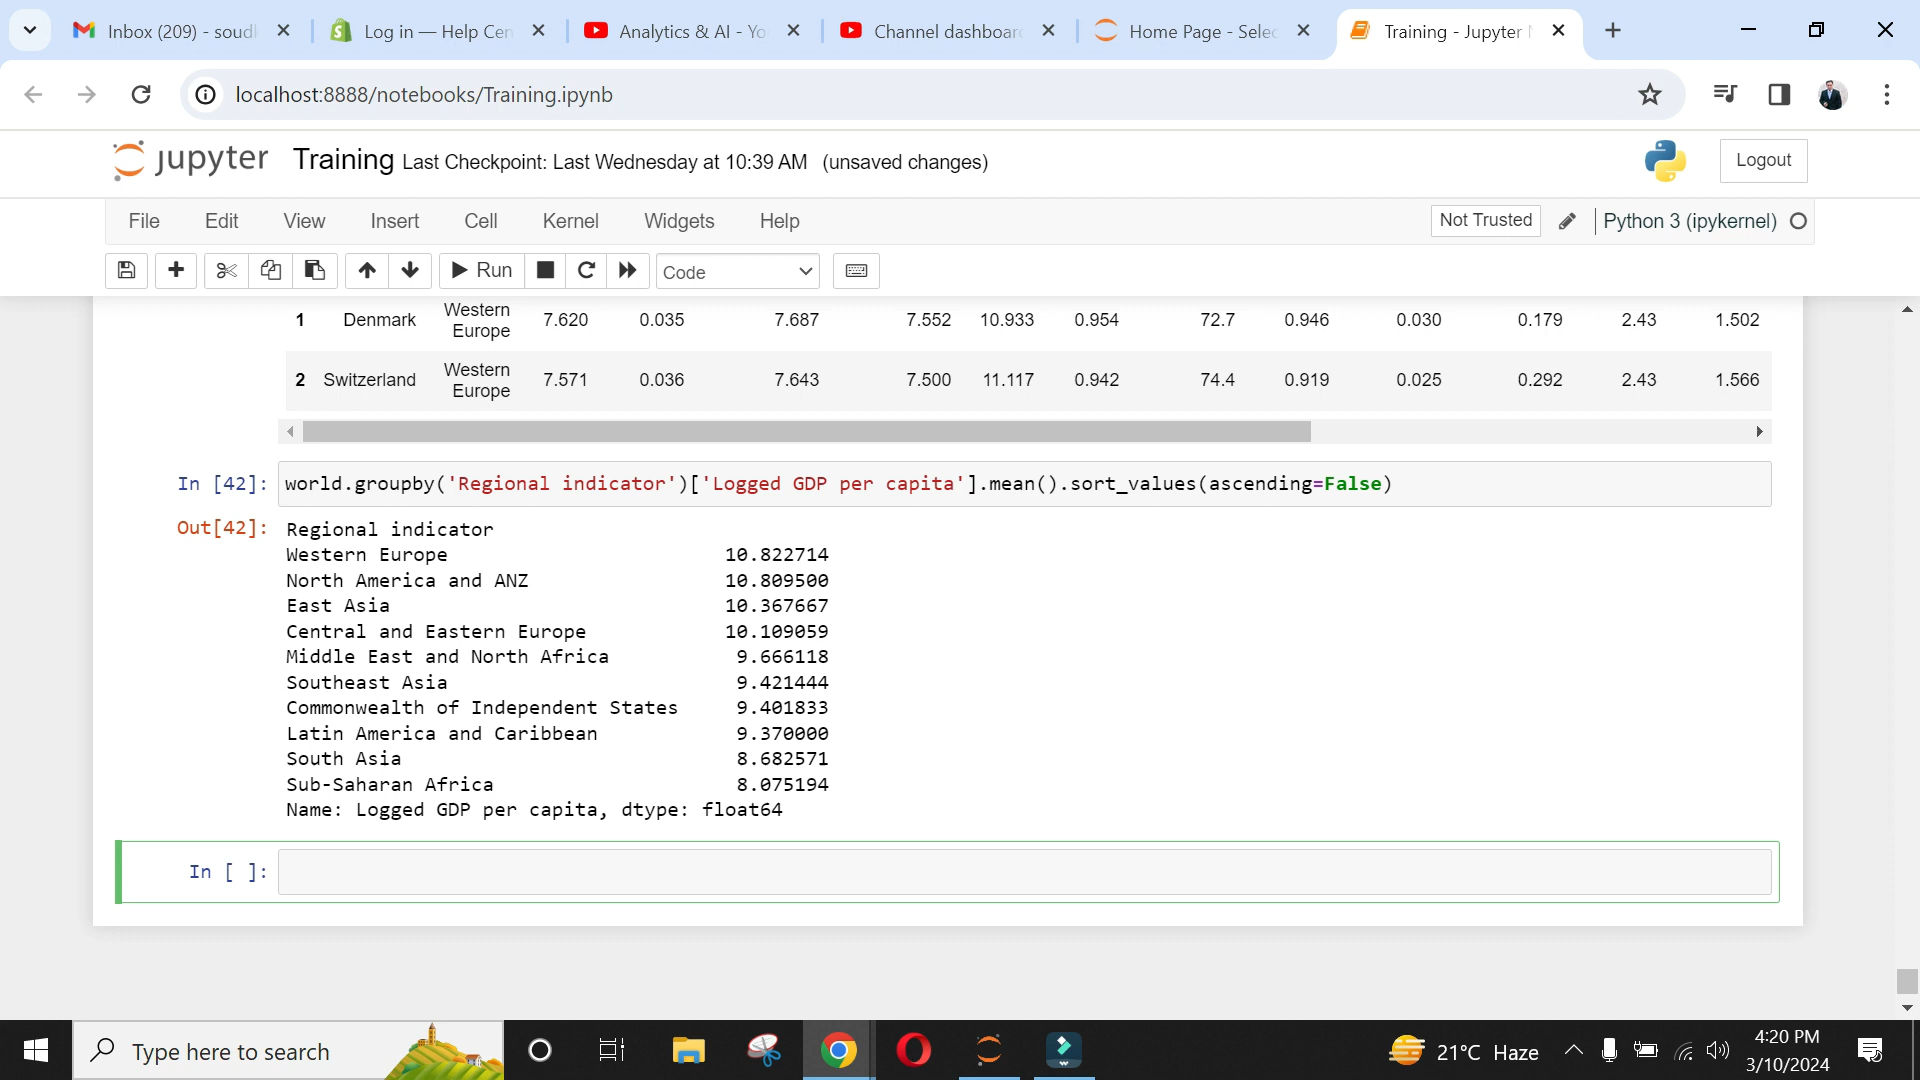 Inbox (209) - soudl
Log in — Help Cen
Analytics & AI - Yo
Channel dashboard
Home Page - Selec
Training - Jupyter
localhost:8888/notebooks/Training.ipynb
jupyter Training Last Checkpoint: Last Wednesday at 10:39 AM (unsaved changes)
Logout
File Edit View Insert Cell Kernel Widgets Help
Not Trusted
Python 3 (ipykernel)
Run
Code
1 Denmark Western Europe 7.620 0.035 7.687 7.552 10.933 0.954 72.7 0.946 0.030 0.179 2.43 1.502
2 Switzerland Western Europe 7.571 0.036 7.643 7.500 11.117 0.942 74.4 0.919 0.025 0.292 2.43 1.566
In [42]: world.groupby('Regional indicator')['Logged GDP per capita'].mean().sort_values(ascending=False)
Out[42]: Regional indicator
Western Europe 10.822714
North America and ANZ 10.809500
East Asia 10.367667
Central and Eastern Europe 10.109059
Middle East and North Africa 9.666118
Southeast Asia 9.421444
Commonwealth of Independent States 9.401833
Latin America and Caribbean 9.370000
South Asia 8.682571
Sub-Saharan Africa 8.075194
Name: Logged GDP per capita, dtype: float64
In [ ]:
Type here to search
21°C Haze
4:20 PM
3/10/2024